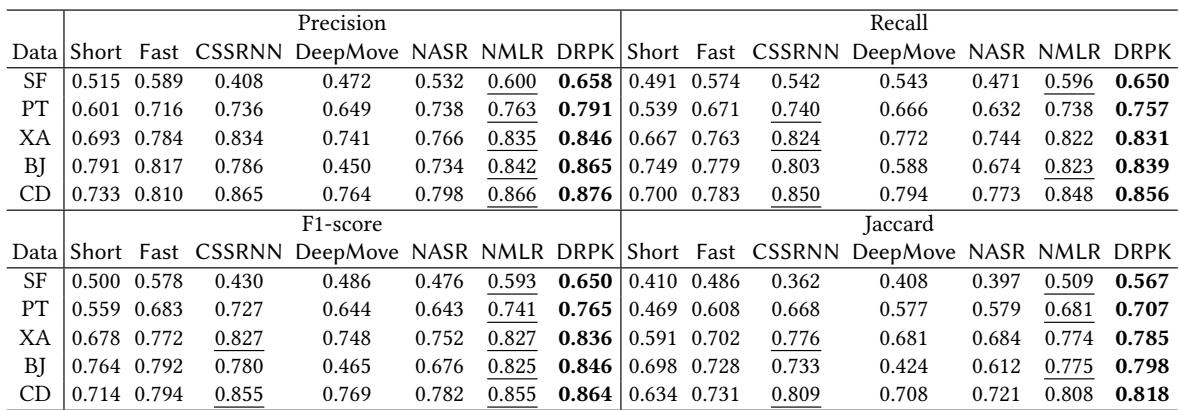 Precision Recall
Data Short Fast CSSRNN DeepMove NASR NMLR DRPK Short Fast CSSRNN DeepMove NASR NMLR DRPK
SF 0.515 0.589 0.408 0.472 0.532 0.600 0.658 0.491 0.574 0.542 0.543 0.471 0.596 0.650
PT 0.601 0.716 0.736 0.649 0.738 0.763 0.791 0.539 0.671 0.740 0.666 0.632 0.738 0.757
XA 0.693 0.784 0.834 0.741 0.766 0.835 0.846 0.667 0.763 0.824 0.772 0.744 0.822 0.831
BJ 0.791 0.817 0.786 0.450 0.734 0.842 0.865 0.749 0.779 0.803 0.588 0.674 0.823 0.839
CD 0.733 0.810 0.865 0.764 0.798 0.866 0.876 0.700 0.783 0.850 0.794 0.773 0.848 0.856
F1-score Jaccard
Data Short Fast CSSRNN DeepMove NASR NMLR DRPK Short Fast CSSRNN DeepMove NASR NMLR DRPK
SF 0.500 0.578 0.430 0.486 0.476 0.593 0.650 0.410 0.486 0.362 0.408 0.397 0.509 0.567
PT 0.559 0.683 0.727 0.644 0.643 0.741 0.765 0.469 0.608 0.668 0.577 0.579 0.681 0.707
XA 0.678 0.772 0.827 0.748 0.752 0.827 0.836 0.591 0.702 0.776 0.681 0.684 0.774 0.785
BJ 0.764 0.792 0.780 0.465 0.676 0.825 0.846 0.698 0.728 0.733 0.424 0.612 0.775 0.798
CD 0.714 0.794 0.855 0.769 0.782 0.855 0.864 0.634 0.731 0.809 0.708 0.721 0.808 0.818